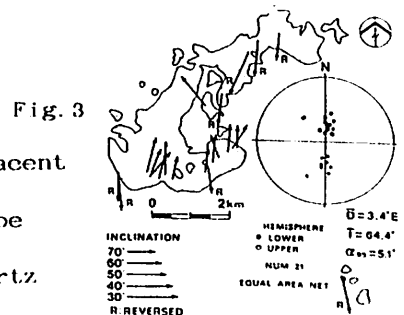 Fig. 3
acent
pe
rtz
N
R
R
R
R
R
R
R
R
0 2km
INCLINATION
70°
60°
50°
40°
30°
R: REVERSED
HEMISPHERE
● LOWER
○ UPPER
NUM 21
EQUAL AREA NET
D̄=3.4°E
Ī=64.4°
α₉₅=5.1°
R